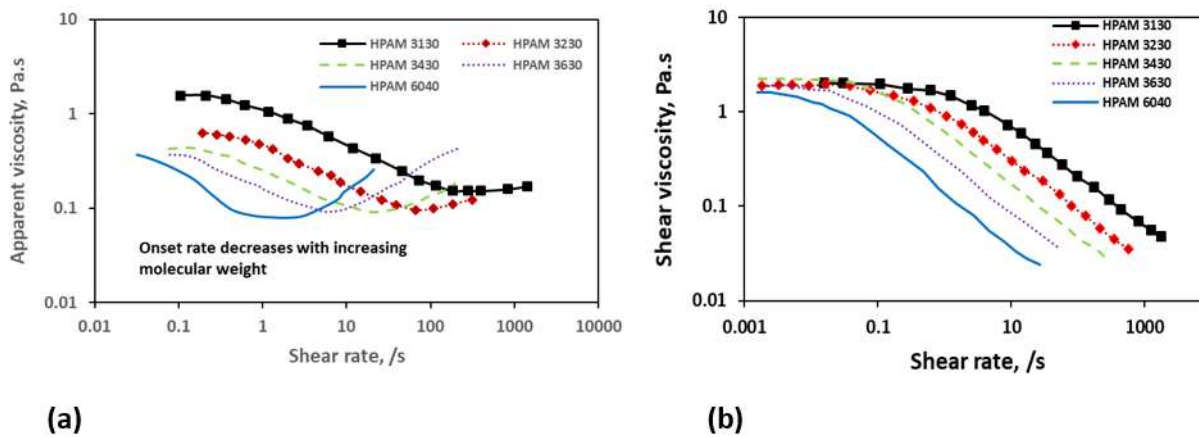 10
1
0.1
0.01
Apparent viscosity, Pa.s
HPAM 3130
HPAM 3230
HPAM 3430
HPAM 3630
HPAM 6040
Onset rate decreases with increasing
molecular weight
0.01
0.1
1
10
100
1000
10000
Shear rate, /s
(a)
10
1
0.1
0.01
Shear viscosity, Pa.s
HPAM 3130
HPAM 3230
HPAM 3430
HPAM 3630
HPAM 6040
0.001
0.1
10
1000
Shear rate, /s
(b)